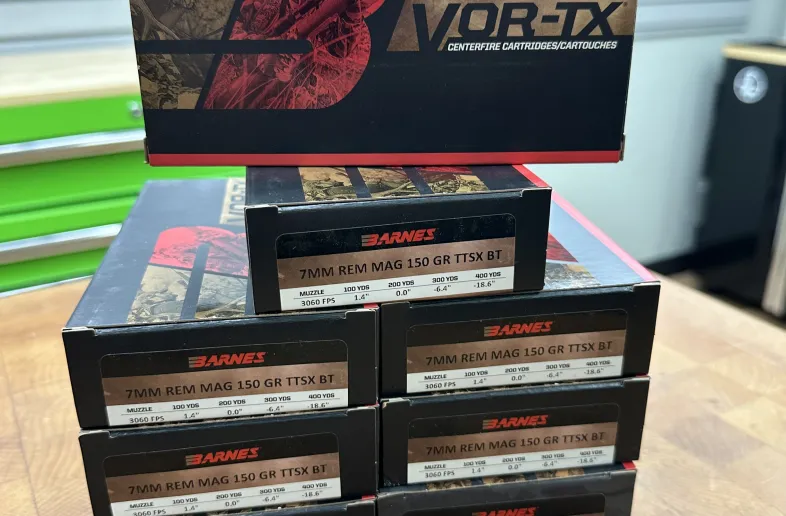 VOR-TX
CENTERFIRE CARTRIDGES/CARTOUCHES
VOR-TX
BARNES
7MM REM MAG 150 GR TTSX BT
MUZZLE 100 YDS 200 YDS 300 YDS 400 YDS
3060 FPS 1.4" 0.0" -6.4" -18.6"
BARNES
7MM REM MAG 150 GR TTSX BT
MUZZLE 100 YDS 200 YDS 300 YDS 400 YDS
3060 FPS 1.4" 0.0" -6.4" -18.6"
BARNES
7MM REM MAG 150 GR TTSX BT
MUZZLE 100 YDS 200 YDS 300 YDS 400 YDS
3060 FPS 1.4" 0.0" -6.4" -18.6"
BARNES
7MM REM MAG 150 GR TTSX BT
MUZZLE 100 YDS 200 YDS 300 YDS 400 YDS
3060 FPS 1.4" 0.0" -6.4" -18.6"
BARNES
7MM REM MAG 150 GR TTSX BT
MUZZLE 100 YDS 200 YDS 300 YDS 400 YDS
3060 FPS 1.4" 0.0" -6.4" -18.6"
BARNES